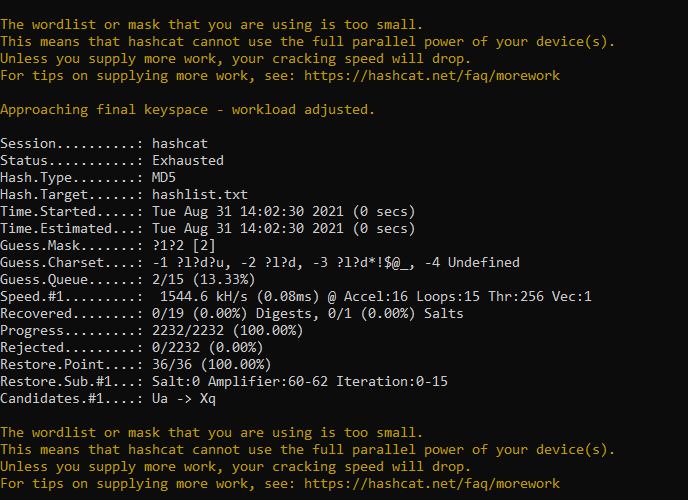 The wordlist or mask that you are using is too small.
This means that hashcat cannot use the full parallel power of your device(s).
Unless you supply more work, your cracking speed will drop.
For tips on supplying more work, see: https://hashcat.net/faq/morework
Approaching final keyspace - workload adjusted.
Session..........: hashcat
Status...........: Exhausted
Hash.Type........: MD5
Hash.Target......: hashlist.txt
Time.Started.....: Tue Aug 31 14:02:30 2021 (0 secs)
Time.Estimated...: Tue Aug 31 14:02:30 2021 (0 secs)
Guess.Mask.......: ?1?2 [2]
Guess.Charset....: -1 ?l?d?u, -2 ?l?d, -3 ?l?d*!$@_, -4 Undefined
Guess.Queue......: 2/15 (13.33%)
Speed.#1.........:  1544.6 kH/s (0.08ms) @ Accel:16 Loops:15 Thr:256 Vec:1
Recovered........: 0/19 (0.00%) Digests, 0/1 (0.00%) Salts
Progress.........: 2232/2232 (100.00%)
Rejected.........: 0/2232 (0.00%)
Restore.Point....: 36/36 (100.00%)
Restore.Sub.#1...: Salt:0 Amplifier:60-62 Iteration:0-15
Candidates.#1....: Ua -> Xq
The wordlist or mask that you are using is too small.
This means that hashcat cannot use the full parallel power of your device(s).
Unless you supply more work, your cracking speed will drop.
For tips on supplying more work, see: https://hashcat.net/faq/morework